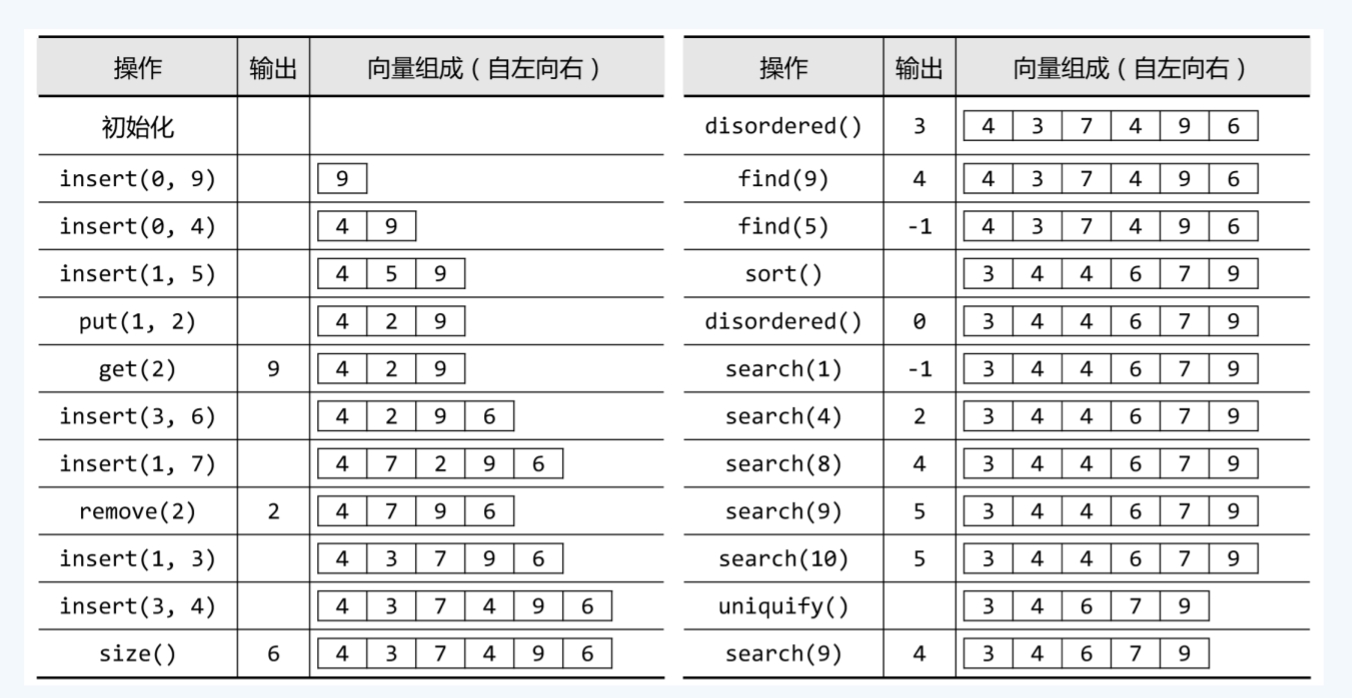 操作 输出 向量组成（自左向右）
初始化
insert(0, 9) 9
insert(0, 4) 4 9
insert(1, 5) 4 5 9
put(1, 2) 4 2 9
get(2) 9 4 2 9
insert(3, 6) 4 2 9 6
insert(1, 7) 4 7 2 9 6
remove(2) 2 4 7 9 6
insert(1, 3) 4 3 7 9 6
insert(3, 4) 4 3 7 4 9 6
size() 6 4 3 7 4 9 6
操作 输出 向量组成（自左向右）
disordered() 3 4 3 7 4 9 6
find(9) 4 4 3 7 4 9 6
find(5) -1 4 3 7 4 9 6
sort() 3 4 4 6 7 9
disordered() 0 3 4 4 6 7 9
search(1) -1 3 4 4 6 7 9
search(4) 2 3 4 4 6 7 9
search(8) 4 3 4 4 6 7 9
search(9) 5 3 4 4 6 7 9
search(10) 5 3 4 4 6 7 9
uniquify() 3 4 6 7 9
search(9) 4 3 4 6 7 9